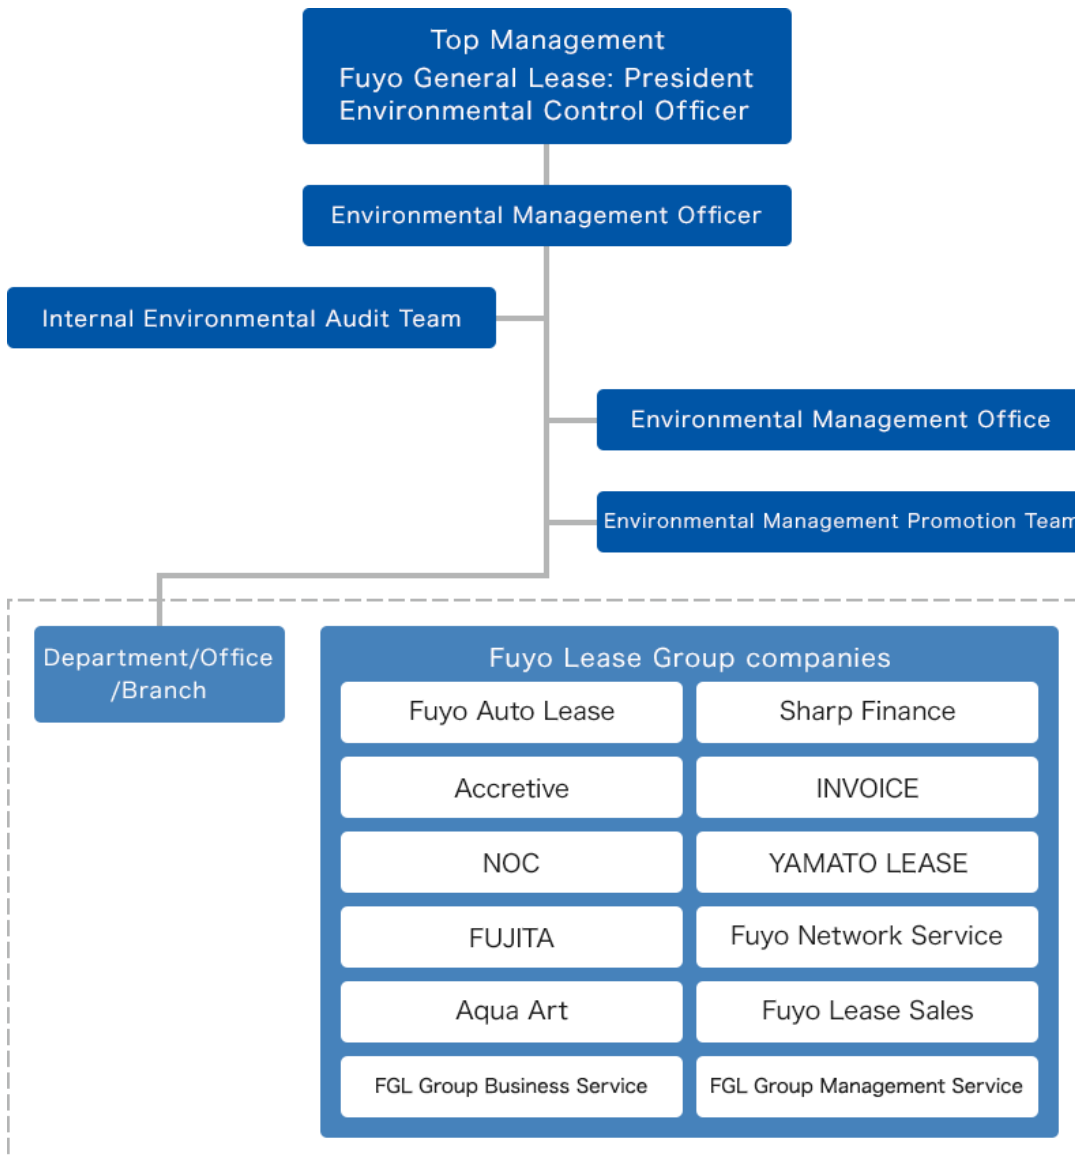 Top Management
Fuyo General Lease: President
Environmental Control Officer
Environmental Management Officer
Internal Environmental Audit Team
Environmental Management Office
Environmental Management Promotion Team
Department/Office
/Branch
Fuyo Lease Group companies
Fuyo Auto Lease
Sharp Finance
Accretive
INVOICE
NOC
YAMATO LEASE
FUJITA
Fuyo Network Service
Aqua Art
Fuyo Lease Sales
FGL Group Business Service
FGL Group Management Service